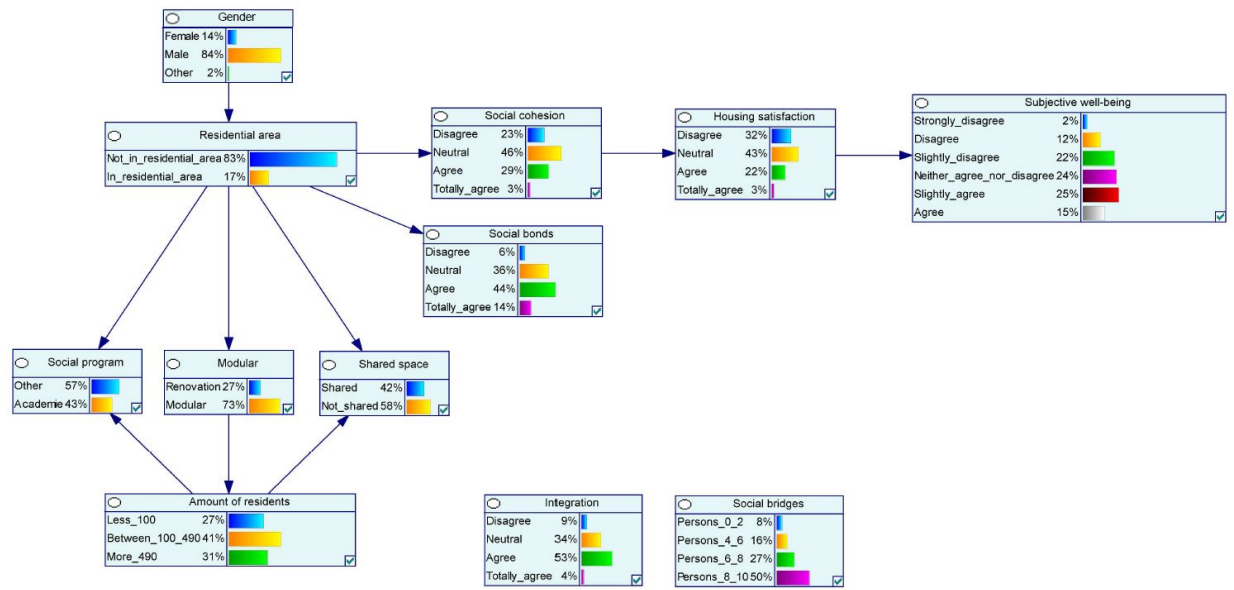 Gender
Female 14%
Male 84%
Other 2%
Residential area
Not_in_residential_area 83%
In_residential_area 17%
Social cohesion
Disagree 23%
Neutral 46%
Agree 29%
Totally_agree 3%
Housing satisfaction
Disagree 32%
Neutral 43%
Agree 22%
Totally_agree 3%
Subjective well-being
Strongly_disagree 2%
Disagree 12%
Slightly_disagree 22%
Neither_agree_nor_disagree 24%
Slightly_agree 25%
Agree 15%
Social bonds
Disagree 6%
Neutral 36%
Agree 44%
Totally_agree 14%
Social program
Other 57%
Academie 43%
Modular
Renovation 27%
Modular 73%
Shared space
Shared 42%
Not_shared 58%
Amount of residents
Less_100 27%
Between_100_490 41%
More_490 31%
Integration
Disagree 9%
Neutral 34%
Agree 53%
Totally_agree 4%
Social bridges
Persons_0_2 8%
Persons_4_6 16%
Persons_6_8 27%
Persons_8_10 50%